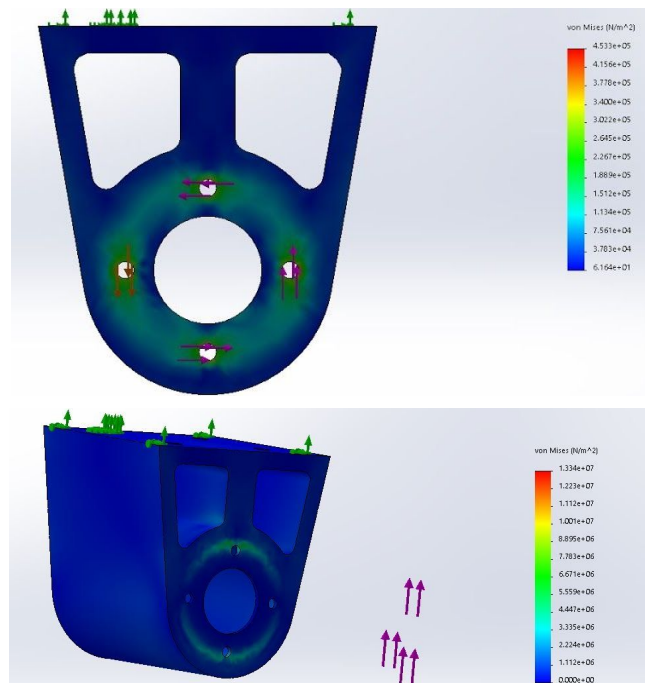 von Mises (N/m^2)
4.533e+05
4.156e+05
3.778e+05
3.400e+05
3.022e+05
2.645e+05
2.267e+05
1.889e+05
1.512e+05
1.134e+05
7.561e+04
3.783e+04
6.164e+01
von Mises (N/m^2)
1.334e+07
1.223e+07
1.112e+07
1.001e+07
8.895e+06
7.783e+06
6.671e+06
5.559e+06
4.447e+06
3.335e+06
2.224e+06
1.112e+06
0.000e+00